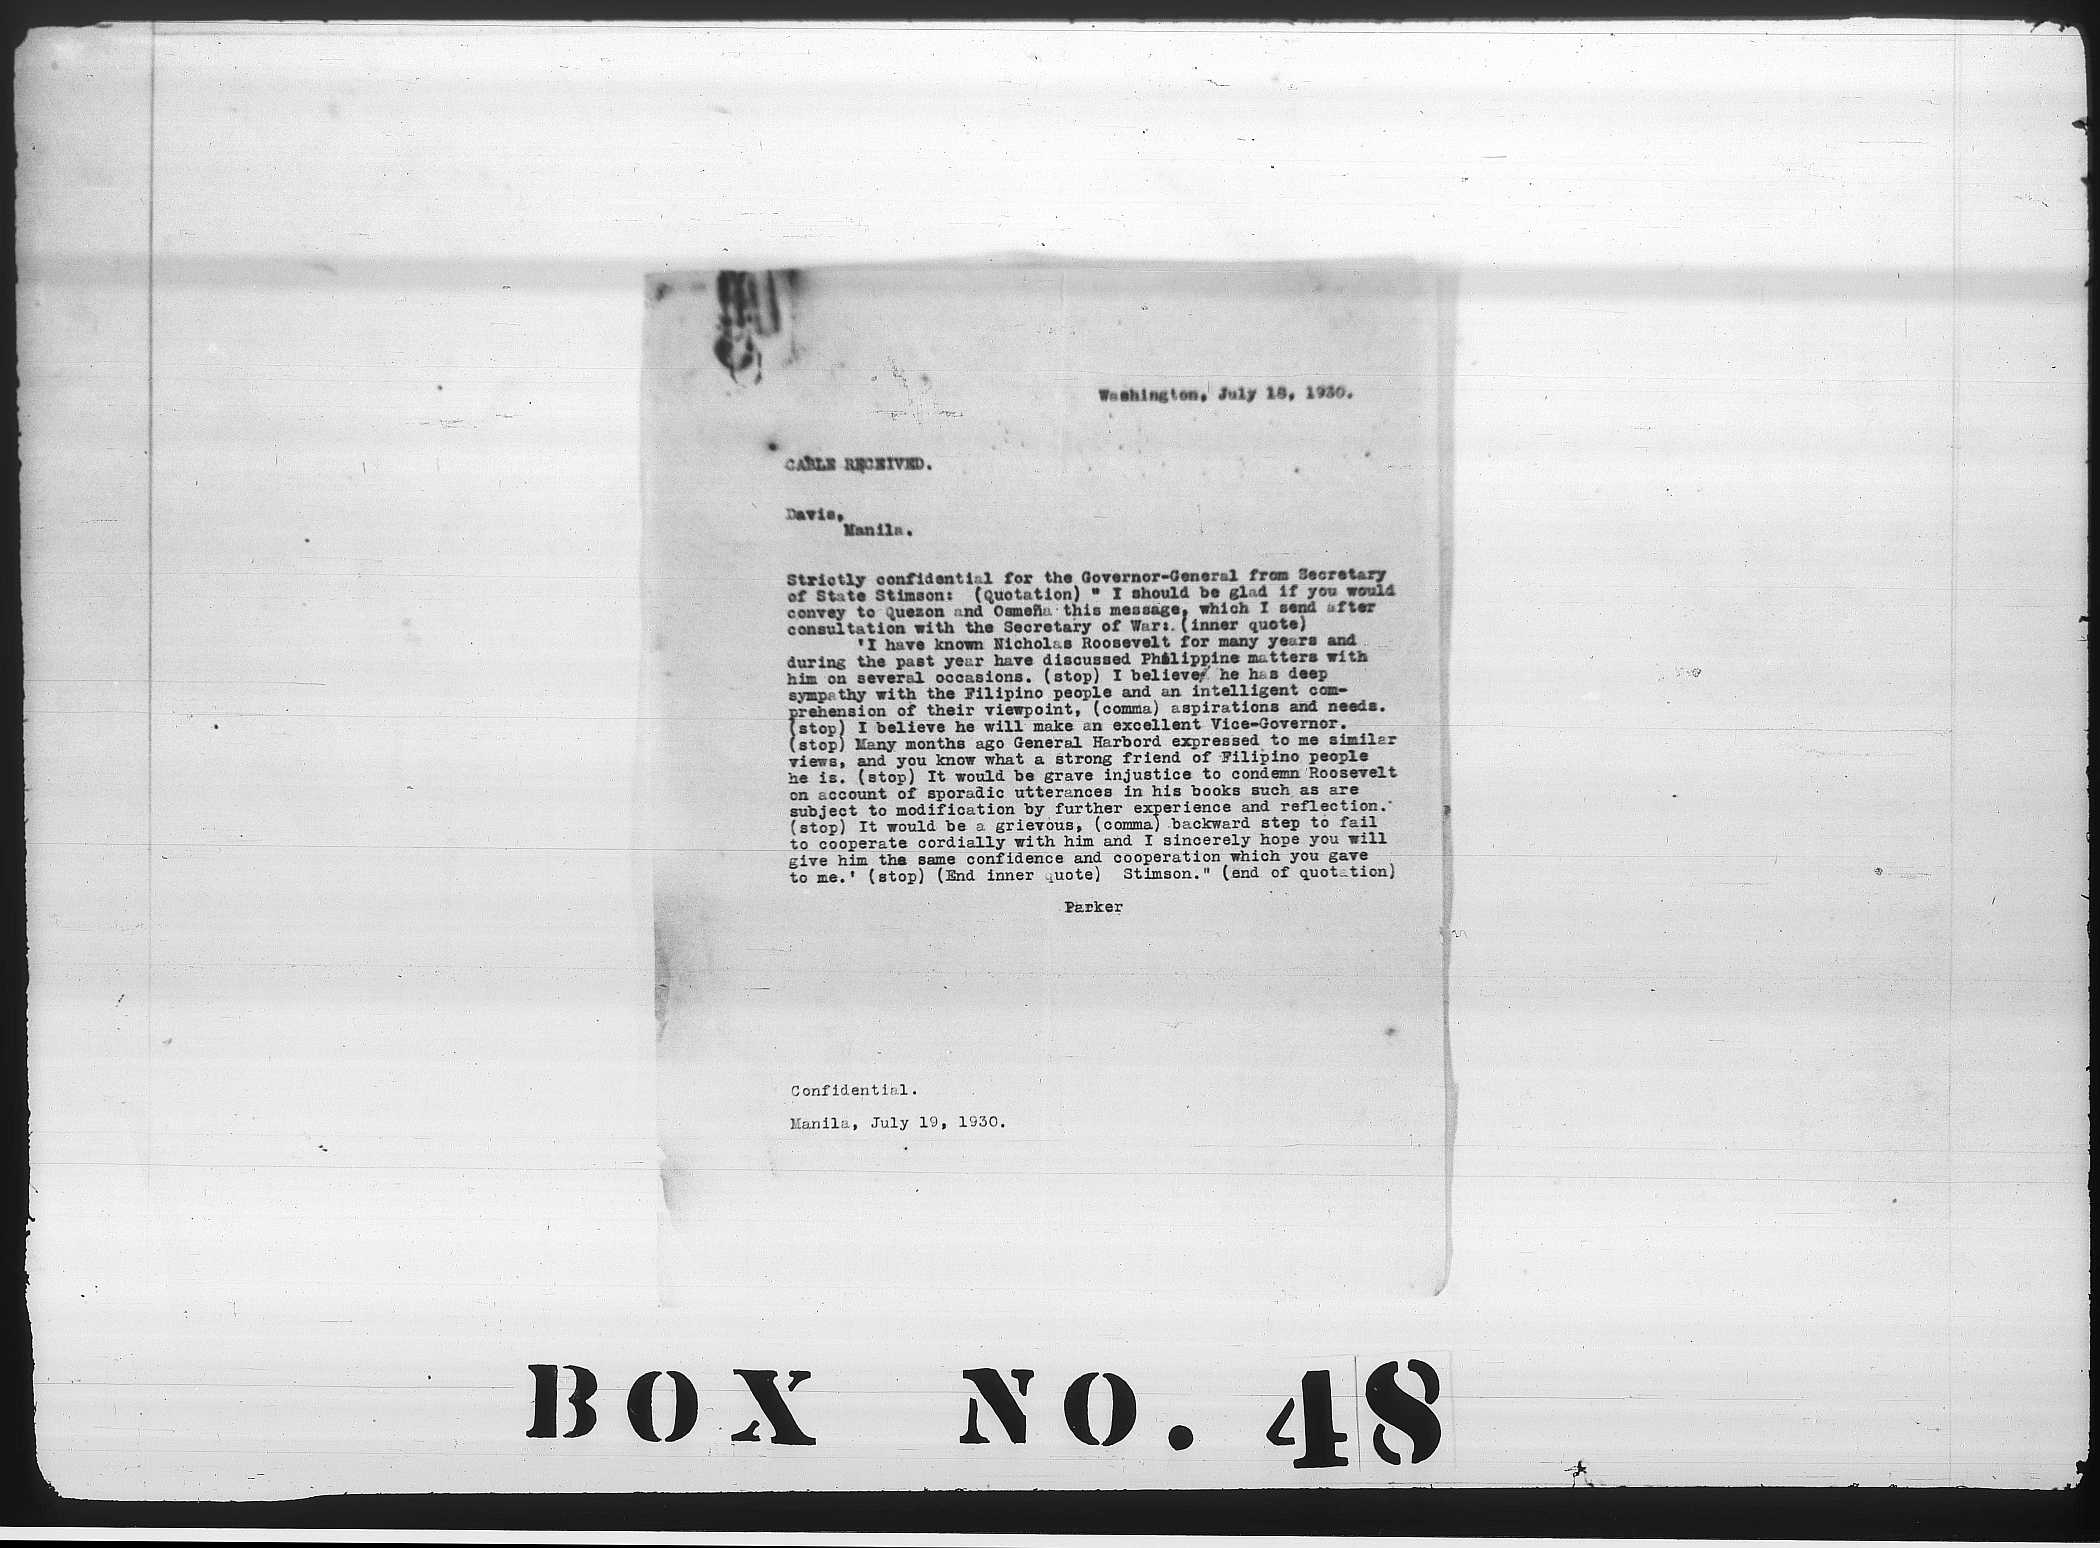 Washington, July 18, 1930.
CABLE RECEIVED.
Davis,
Manila.
Strictly confidential for the Governor-General from Secretary
of State Stimson: (Quotation) " I should be glad if you would
convey to Quezon and Osmeña this message, which I send after
consultation with the Secretary of War: (inner quote)
'I have known Nicholas Roosevelt for many years and
during the past year have discussed Philippine matters with
him on several occasions. (stop) I believe he has deep
sympathy with the Filipino people and an intelligent com-
prehension of their viewpoint, (comma) aspirations and needs.
(stop) I believe he will make an excellent Vice-Governor.
(stop) Many months ago General Harbord expressed to me similar
views, and you know what a strong friend of Filipino people
he is. (stop) It would be grave injustice to condemn Roosevelt
on account of sporadic utterances in his books such as are
subject to modification by further experience and reflection.
(stop) It would be a grievous, (comma) backward step to fail
to cooperate cordially with him and I sincerely hope you will
give him the same confidence and cooperation which you gave
to me.' (stop) (End inner quote) Stimson." (end of quotation)
Parker
Confidential.
Manila, July 19, 1930.
BOX NO. 48